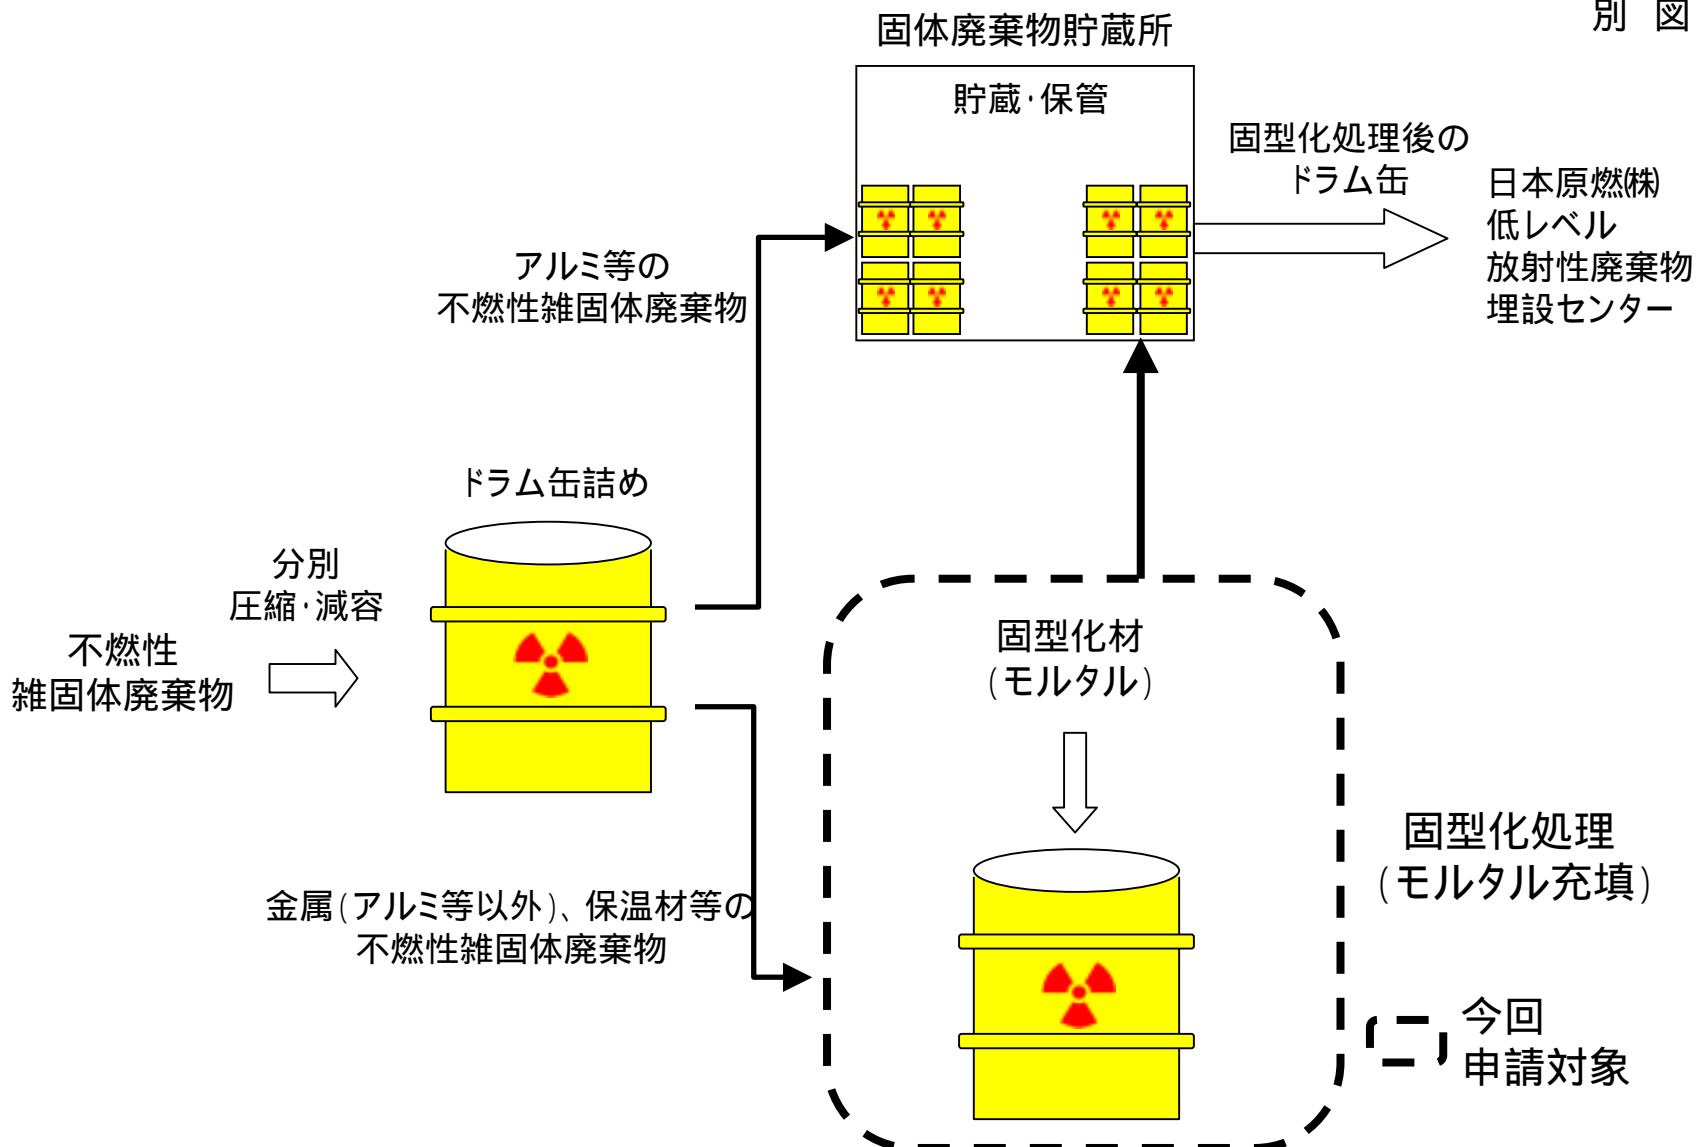 別 図
固体廃棄物貯蔵所
貯蔵・保管
固型化処理後の
ドラム缶
日本原燃㈱
低レベル
放射性廃棄物
埋設センター
アルミ等の
不燃性雑固体廃棄物
ドラム缶詰め
分別
圧縮・減容
不燃性
雑固体廃棄物
金属(アルミ等以外)、保温材等の
不燃性雑固体廃棄物
固型化材
(モルタル)
固型化処理
(モルタル充填)
今回
申請対象